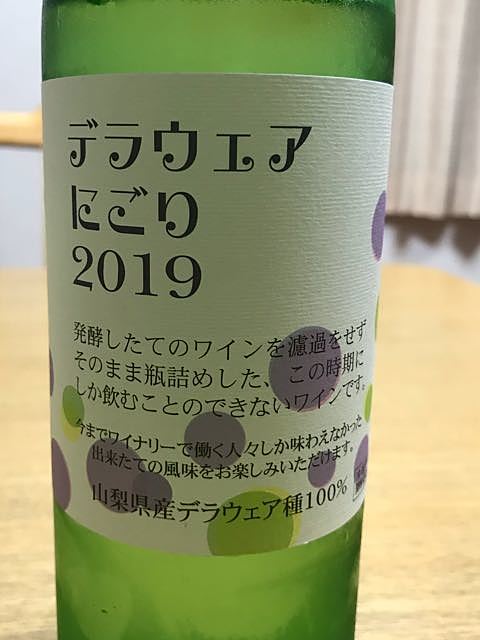 デラウェア
にごり
2019
発酵したてのワインを濾過をせず
そのまま瓶詰めした、この時期に
しか飲むことのできないワインです。
今までワイナリーで働く人々しか味わえなかった
出来たての風味をお楽しみいただけます。
山梨県産デラウェア種100%